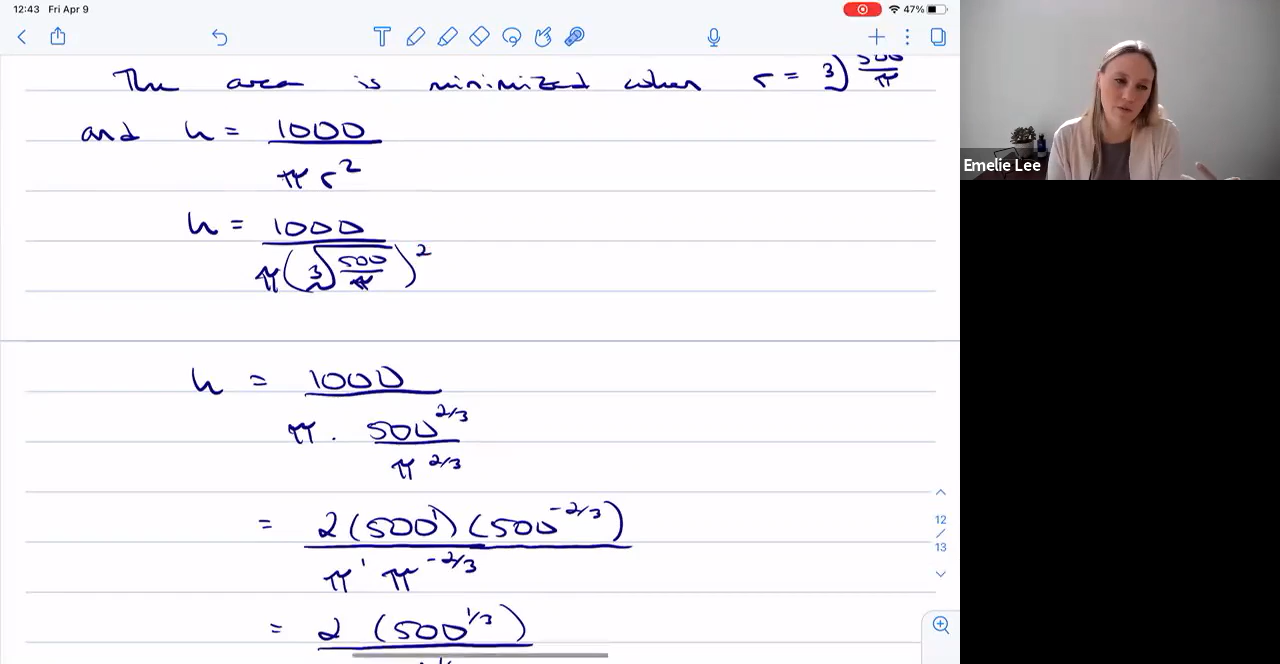 12:43 Fri Apr 9
47%
T
The area is minimized when r = ∛(500/π)
and h = 1000/(πr²)
h = 1000/(π(∛(500/π))²)
h = 1000/(π · 500^(2/3)/π^(2/3))
= 2(500¹)(500^(-2/3))/(π¹ π^(-2/3))
= 2 (500^(1/3))
12
/
13
Emelie Lee